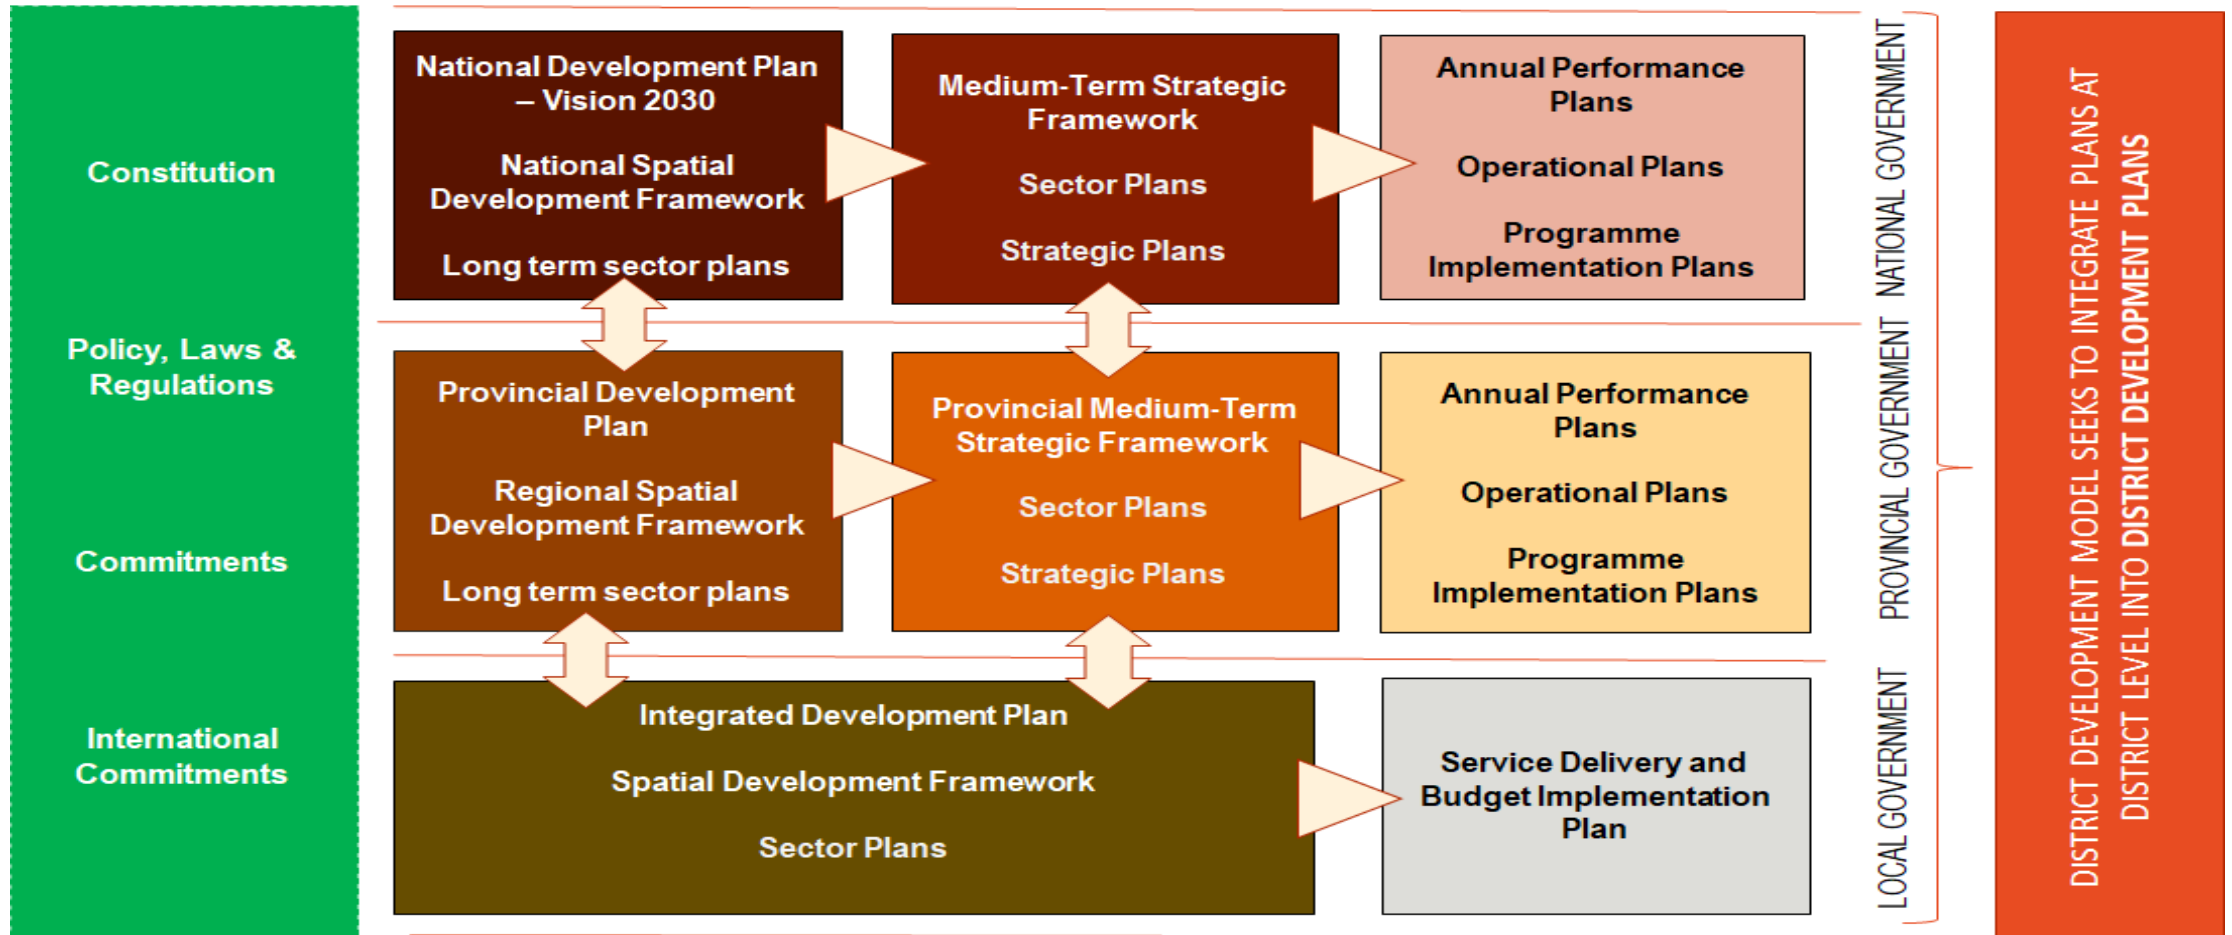 Constitution
Policy, Laws &
Regulations
Commitments
International
Commitments
National Development Plan
– Vision 2030
National Spatial
Development Framework
Long term sector plans
Medium-Term Strategic
Framework
Sector Plans
Strategic Plans
Annual Performance
Plans
Operational Plans
Programme
Implementation Plans
NATIONAL GOVERNMENT
Provincial Development
Plan
Regional Spatial
Development Framework
Long term sector plans
Provincial Medium-Term
Strategic Framework
Sector Plans
Strategic Plans
Annual Performance
Plans
Operational Plans
Programme
Implementation Plans
PROVINCIAL GOVERNMENT
Integrated Development Plan
Spatial Development Framework
Sector Plans
Service Delivery and
Budget Implementation
Plan
LOCAL GOVERNMENT
DISTRICT DEVELOPMENT MODEL SEEKS TO INTEGRATE PLANS AT
DISTRICT LEVEL INTO DISTRICT DEVELOPMENT PLANS